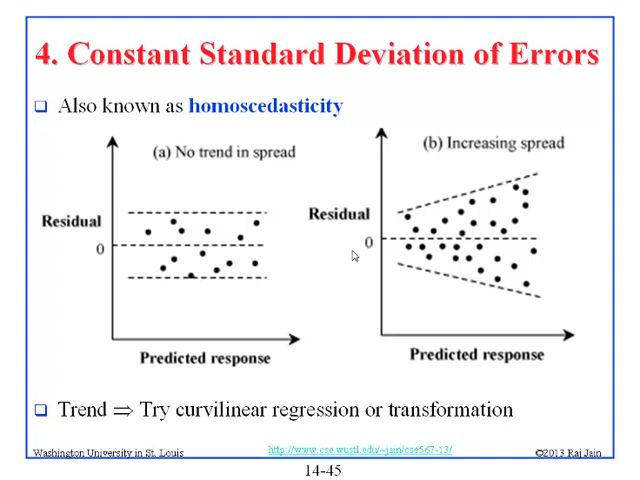 4. Constant Standard Deviation of Errors
Also known as homoscedasticity
(a) No trend in spread
Residual
0
Predicted response
(b) Increasing spread
Residual
0
Predicted response
Trend ⇒ Try curvilinear regression or transformation
Washington University in St. Louis
http://www.cse.wustl.edu/~jain/cse567-13/
©2013 Raj Jain
14-45